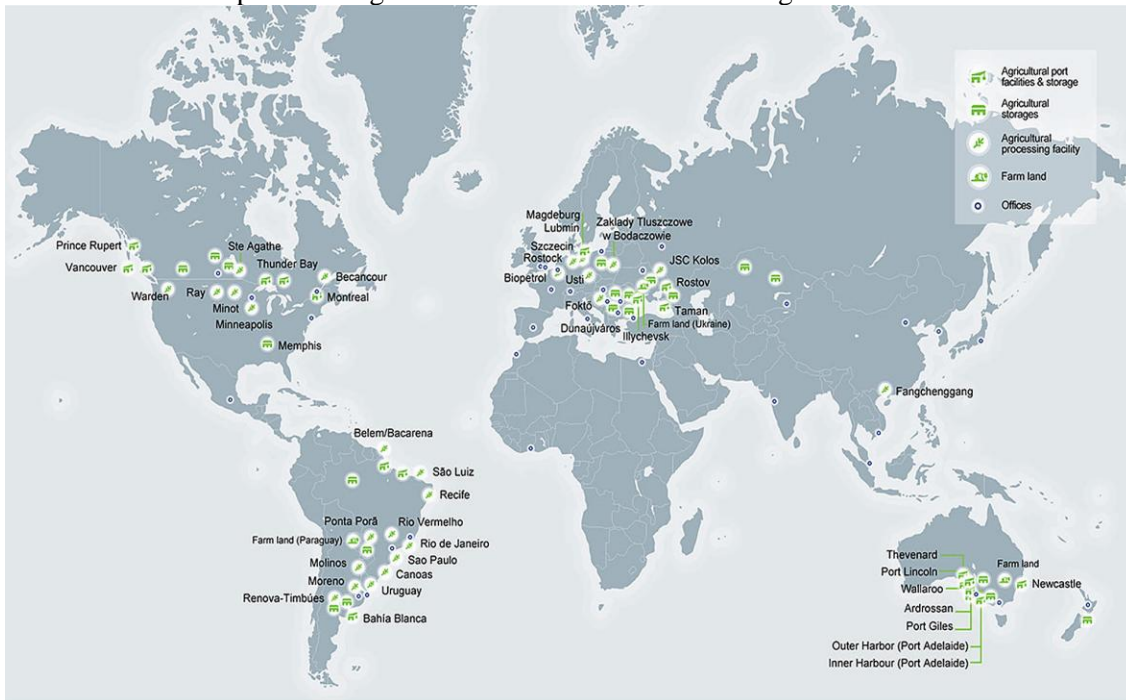 Agricultural port
facilities & storage
Agricultural
storages
Agricultural
processing facility
Farm land
Offices
Prince Rupert
Vancouver
Warden
Ste Agathe
Thunder Bay
Becancour
Ray
Minot
Minneapolis
Montreal
Memphis
Magdeburg
Lubmin
Szczecin
Rostock
Biopetrol
Zaklady Tluszczowe
w Bodaczowie
Usti
JSC Kolos
Rostov
Foktő
Taman
Dunaújváros
Farm land (Ukraine)
Illychevsk
Fangchenggang
Belem/Bacarena
São Luiz
Recife
Ponta Porã
Rio Vermelho
Farm land (Paraguay)
Rio de Janeiro
Molinos
Sao Paulo
Moreno
Canoas
Uruguay
Renova-Timbúes
Bahía Blanca
Thevenard
Port Lincoln
Farm land
Wallaroo
Newcastle
Ardrossan
Port Giles
Outer Harbor (Port Adelaide)
Inner Harbour (Port Adelaide)